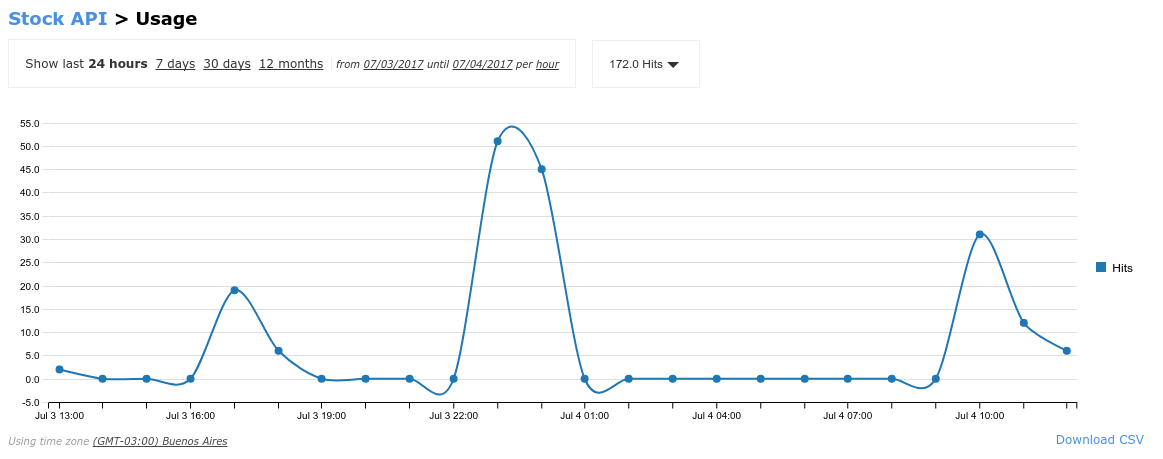 Stock API > Usage
Show last 24 hours 7 days 30 days 12 months from 07/03/2017 until 07/04/2017 per hour
172.0 Hits
55.0
50.0
45.0
40.0
35.0
30.0
25.0
20.0
15.0
10.0
5.0
0.0
-5.0
Hits
Jul 3 13:00 Jul 3 16:00 Jul 3 19:00 Jul 3 22:00 Jul 4 01:00 Jul 4 04:00 Jul 4 07:00 Jul 4 10:00
Using time zone (GMT-03:00) Buenos Aires
Download CSV